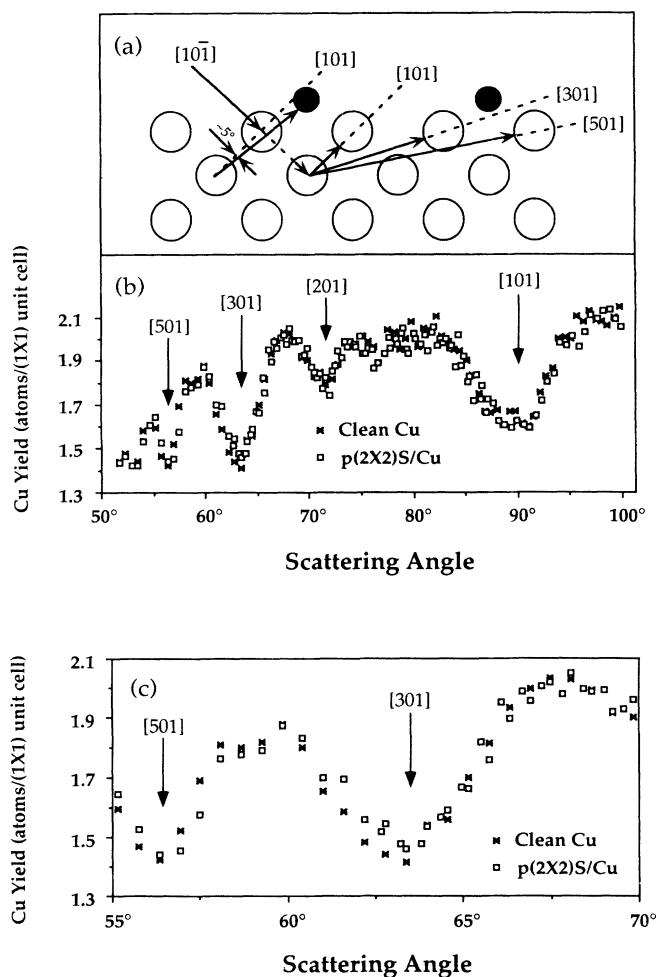 (a)
[101̅]
[101]
[101]
[301]
[501]
~5°
(b)
[501]
[301]
[201]
[101]
Cu Yield (atoms/(1X1) unit cell)
2.1
1.9
1.7
1.5
1.3
Clean Cu
p(2X2)S/Cu
50° 60° 70° 80° 90° 100°
Scattering Angle
(c)
[501]
[301]
Cu Yield (atoms/(1X1) unit cell)
2.1
1.9
1.7
1.5
1.3
Clean Cu
p(2X2)S/Cu
55° 60° 65° 70°
Scattering Angle